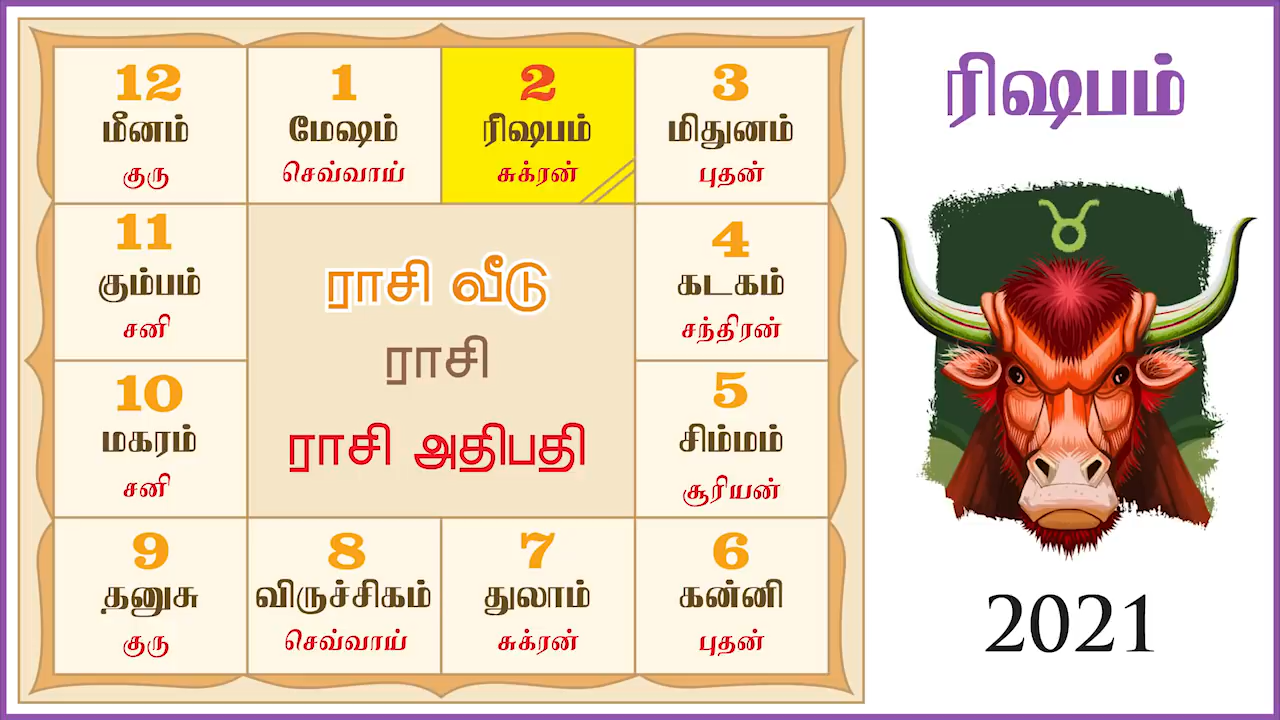 12
மீனம்
குரு
1
மேஷம்
செவ்வாய்
2
ரிஷபம்
சுக்ரன்
3
மிதுனம்
புதன்
11
கும்பம்
சனி
ராசி வீடு
ராசி
ராசி அதிபதி
4
கடகம்
சந்திரன்
10
மகரம்
சனி
5
சிம்மம்
சூரியன்
9
தனுசு
குரு
8
விருச்சிகம்
செவ்வாய்
7
துலாம்
சுக்ரன்
6
கன்னி
புதன்
ரிஷபம்
2021